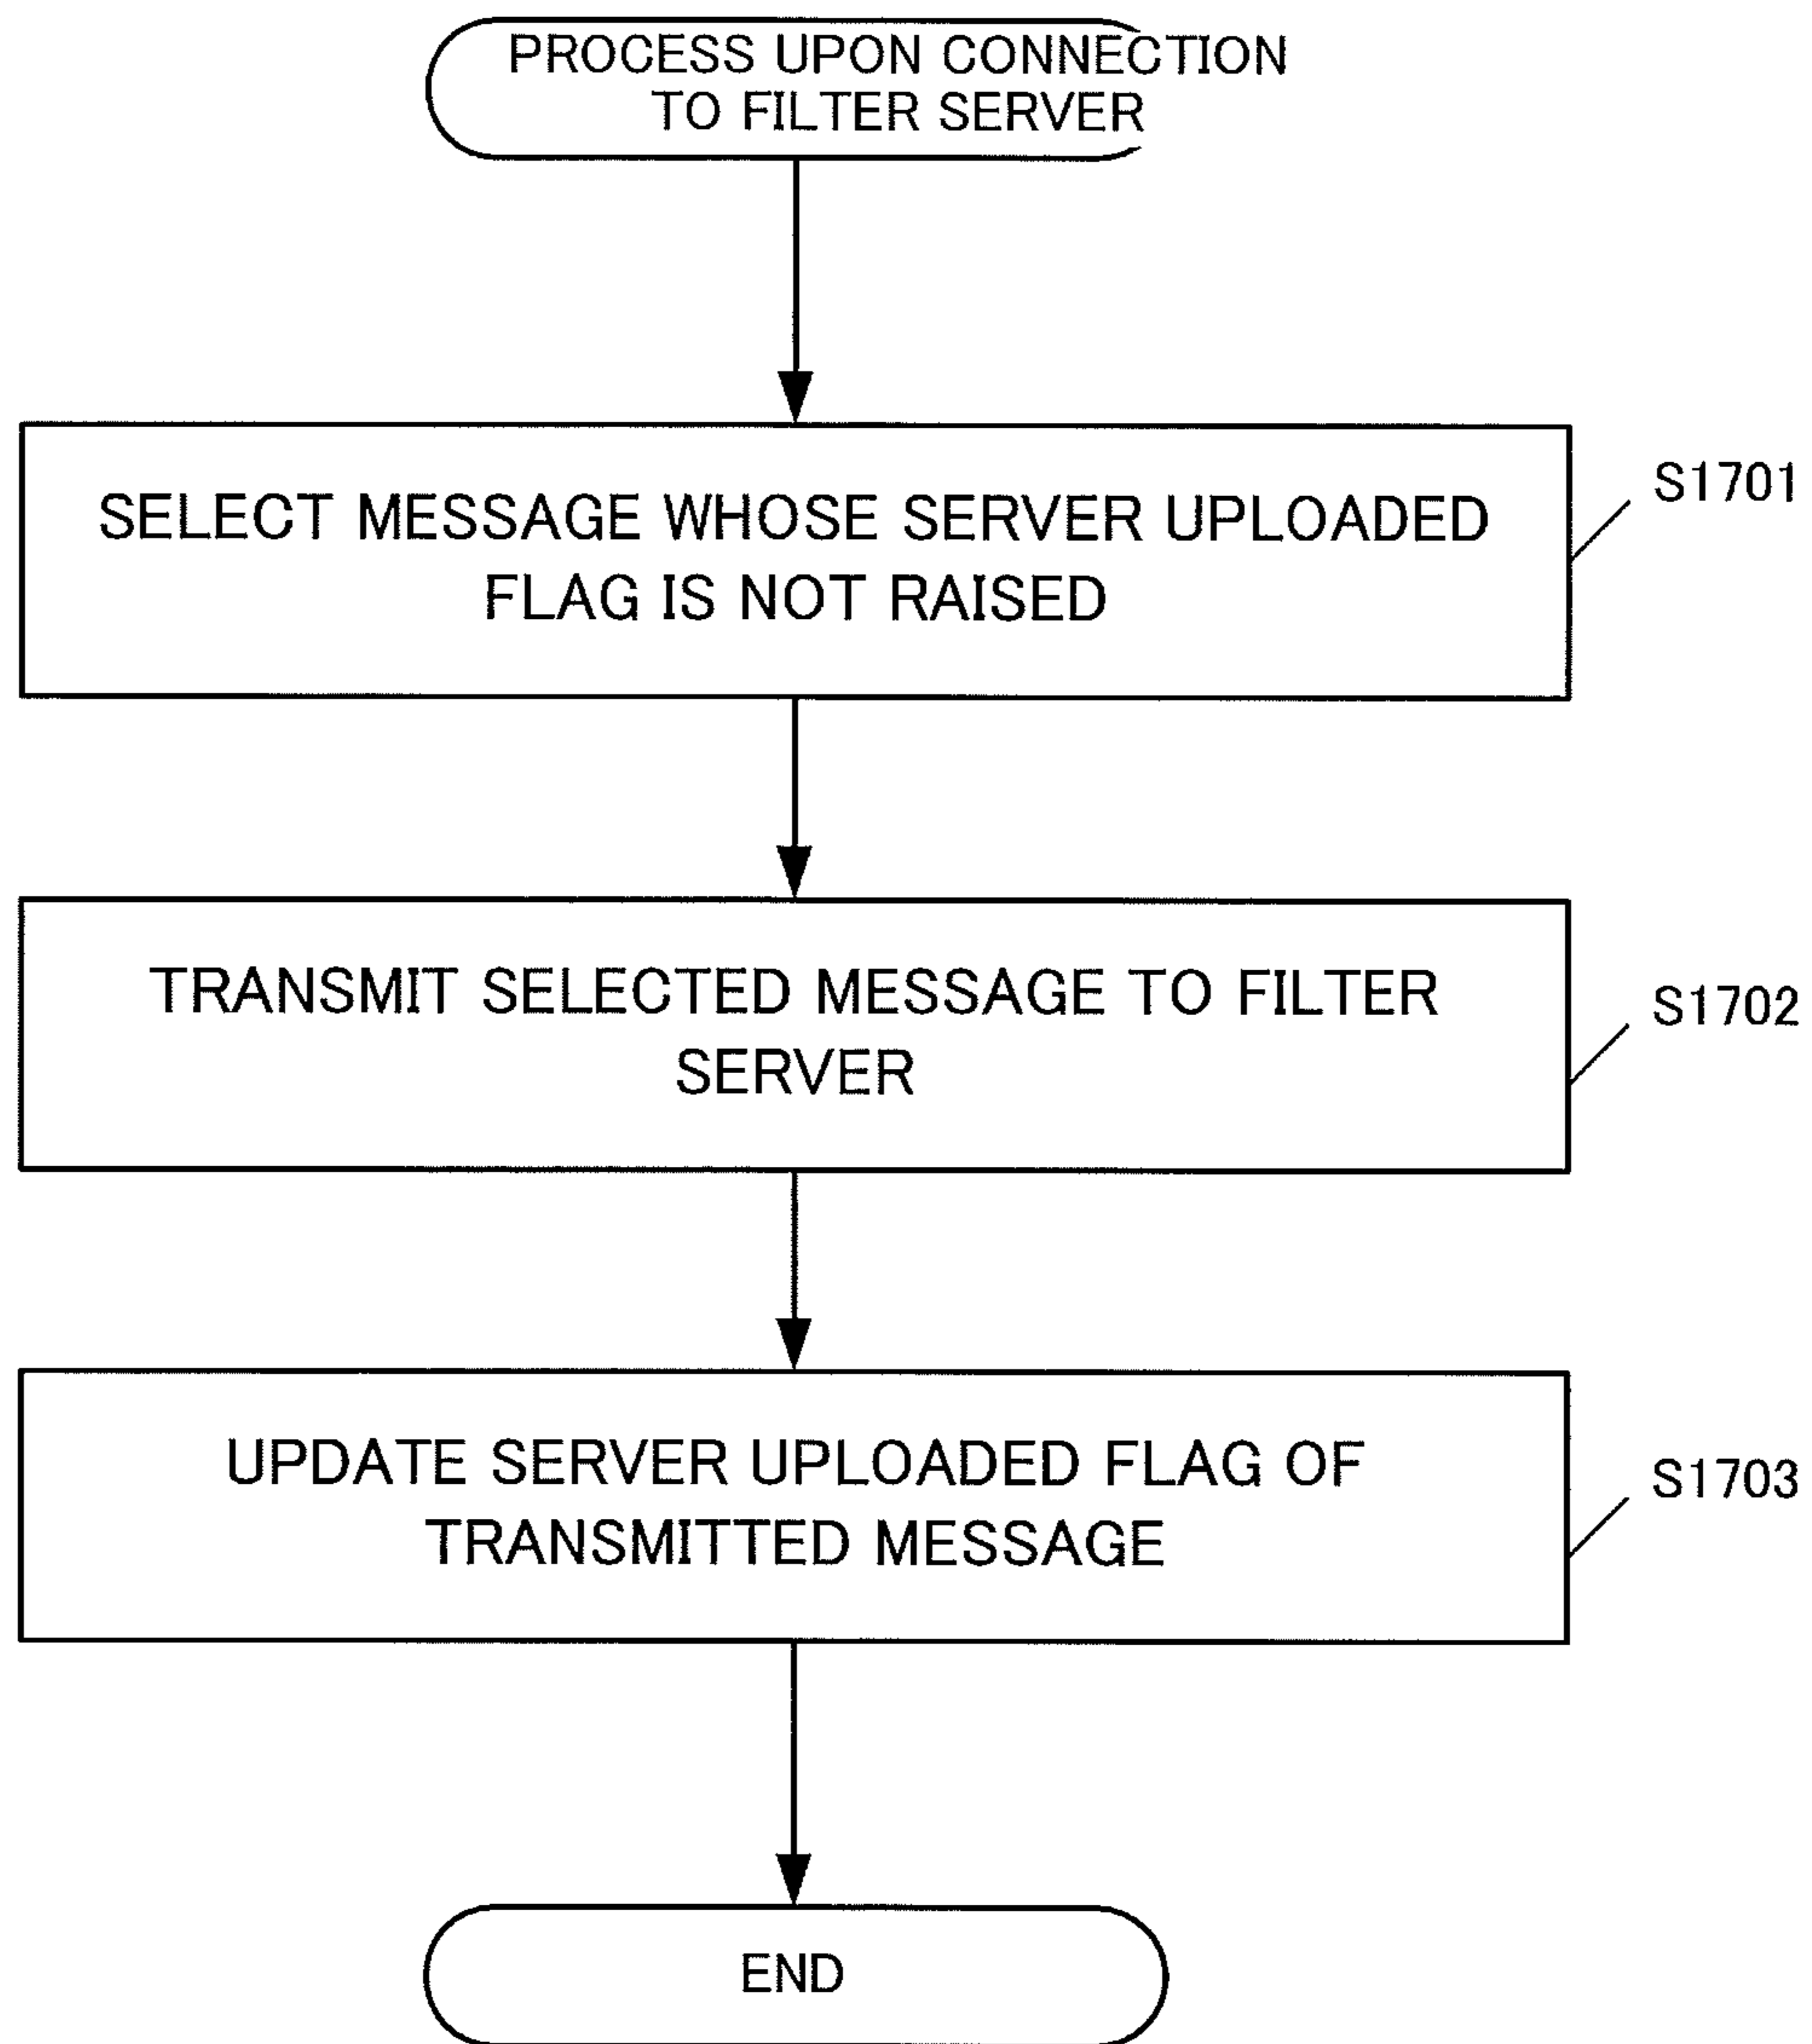 PROCESS UPON CONNECTION
TO FILTER SERVER
SELECT MESSAGE WHOSE SERVER UPLOADED
FLAG IS NOT RAISED
S1701
TRANSMIT SELECTED MESSAGE TO FILTER
SERVER
S1702
UPDATE SERVER UPLOADED FLAG OF
TRANSMITTED MESSAGE
S1703
END